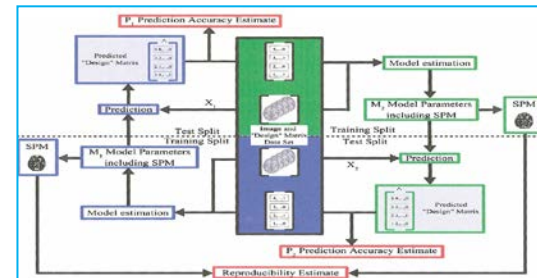 P₁ Prediction Accuracy Estimate
Predicted
"Design" Matrix
Model estimation
Prediction
X₁
M₂ Model Parameters
including SPM
SPM
Test Split
Training Split
Image and
"Design" Matrix
Data Set
Training Split
Test Split
SPM
M₁ Model Parameters
including SPM
X₂
Prediction
Model estimation
Predicted
"Design" Matrix
P₂ Prediction Accuracy Estimate
Reproducibility Estimate